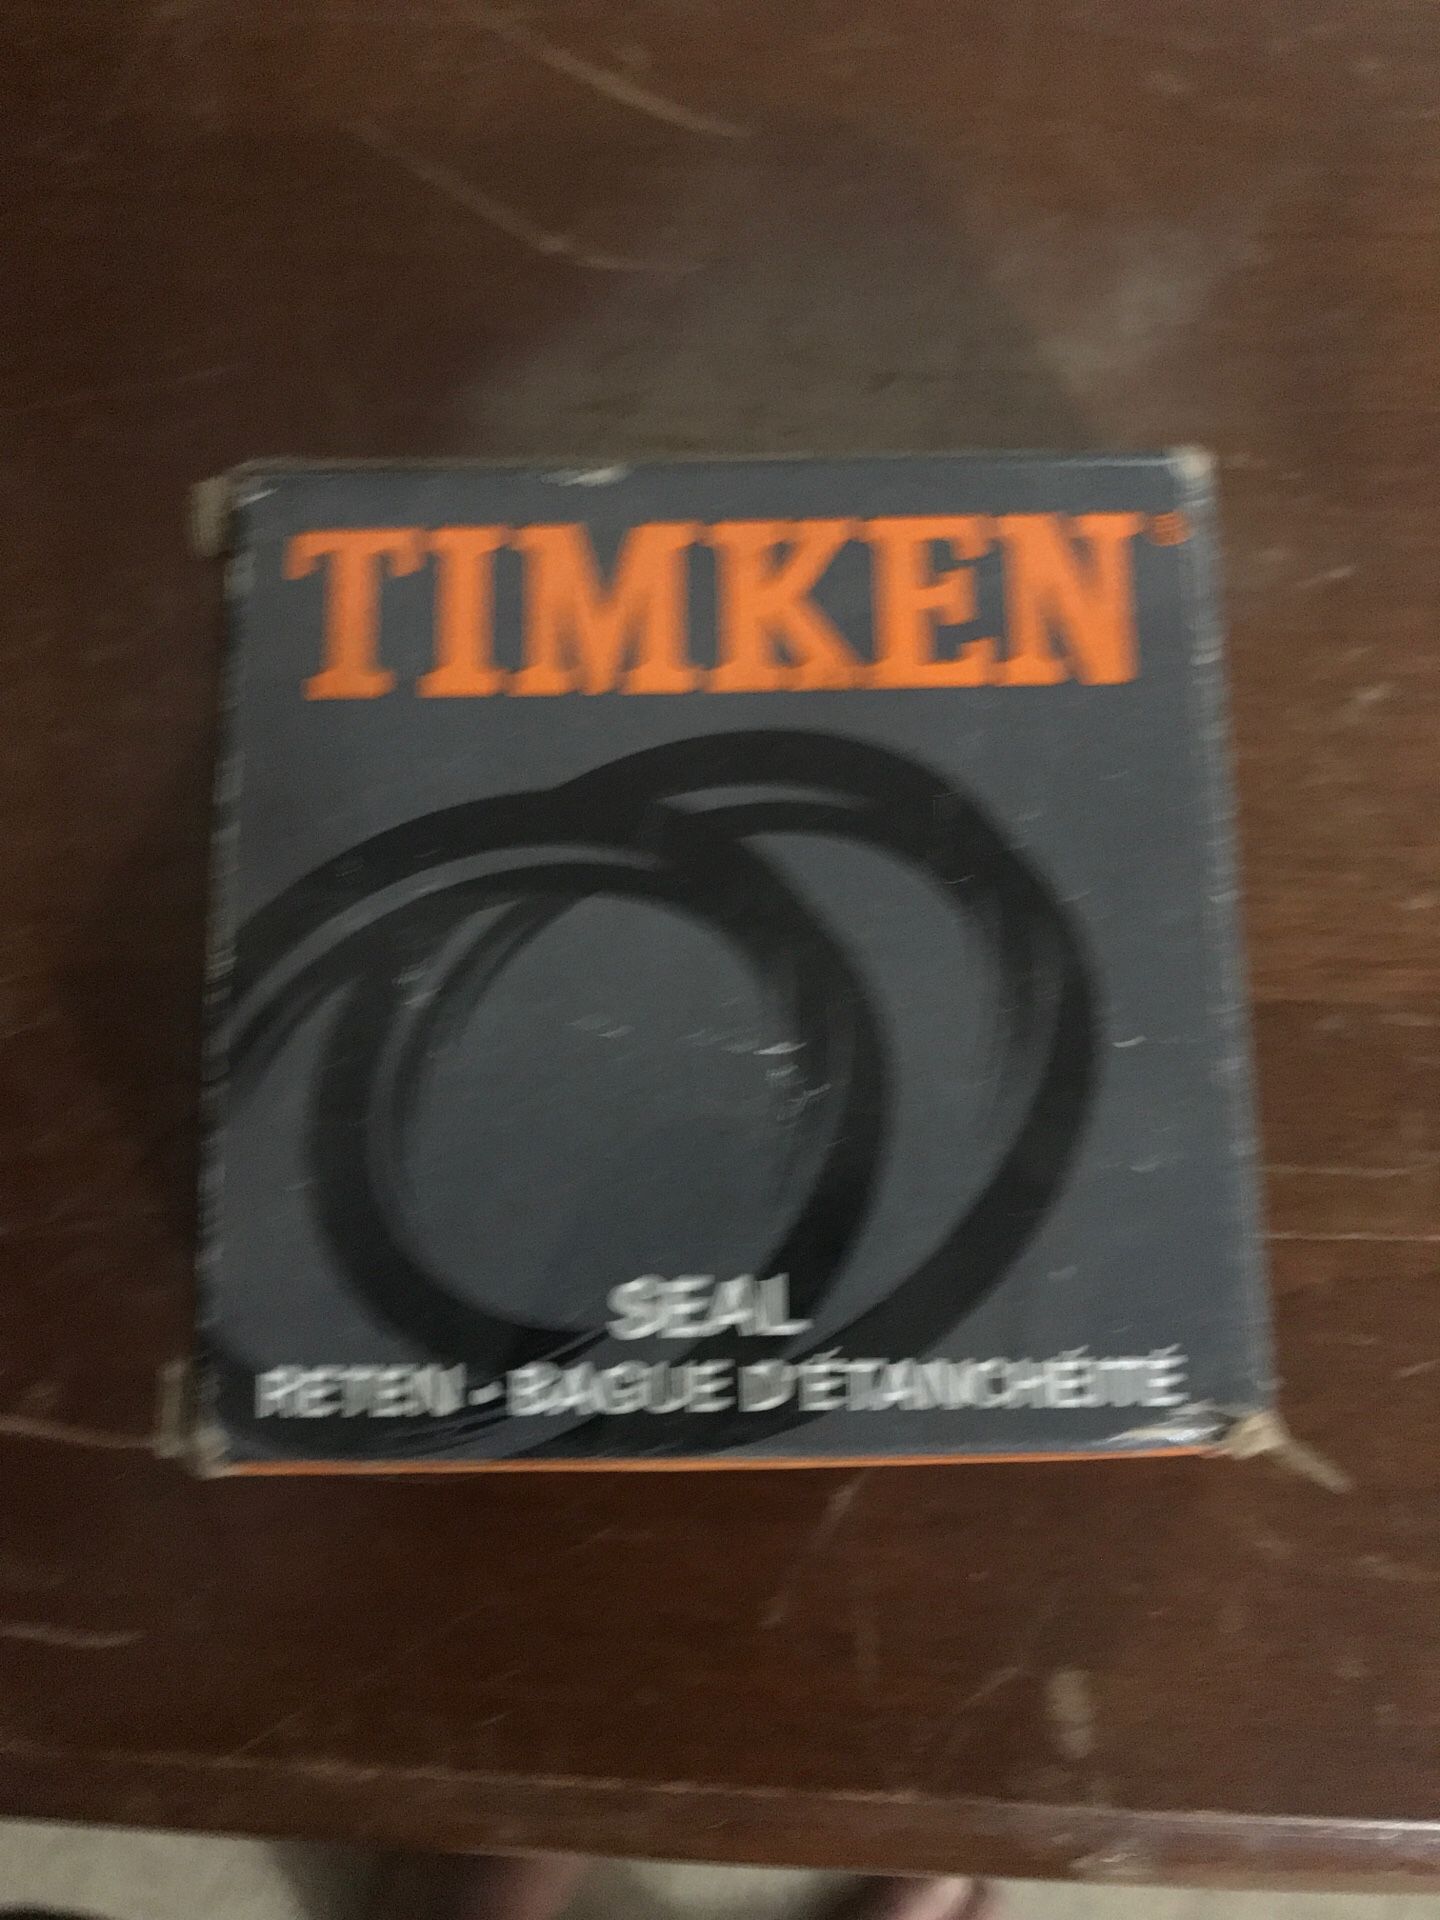 TIMKEN®
SEAL
RETEN - BAGUE D'ÉTANCHÉITÉ